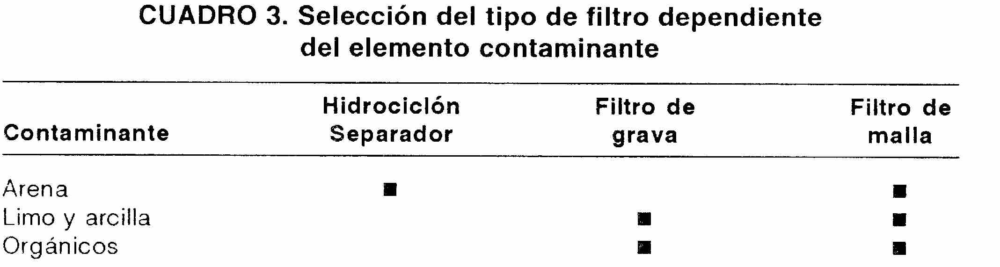 CUADRO 3. Selección del tipo de filtro dependiente
del elemento contaminante
Hidrociclón Filtro de Filtro de
Contaminante Separador grava malla
Arena ■ ■
Limo y arcilla ■ ■
Orgánicos ■ ■